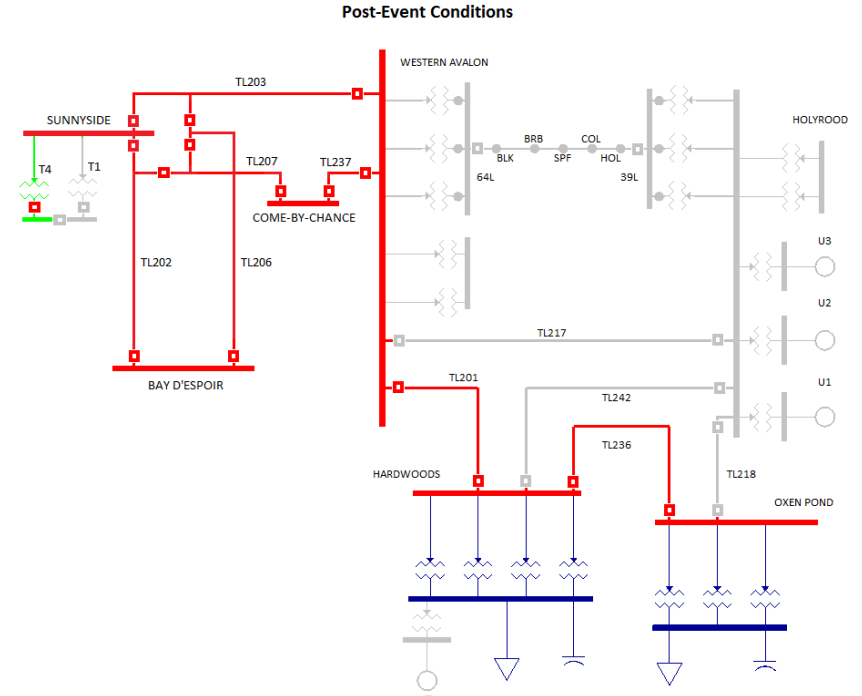 Post-Event Conditions
WESTERN AVALON
TL203
SUNNYSIDE
HOLYROOD
BRB
COL
T4
T1
TL207
TL237
BLK
SPF
HOL
64L
39L
COME-BY-CHANCE
U3
TL202
TL206
U2
TL217
BAY D'ESPOIR
TL201
U1
TL242
TL236
HARDWOODS
TL218
OXEN POND